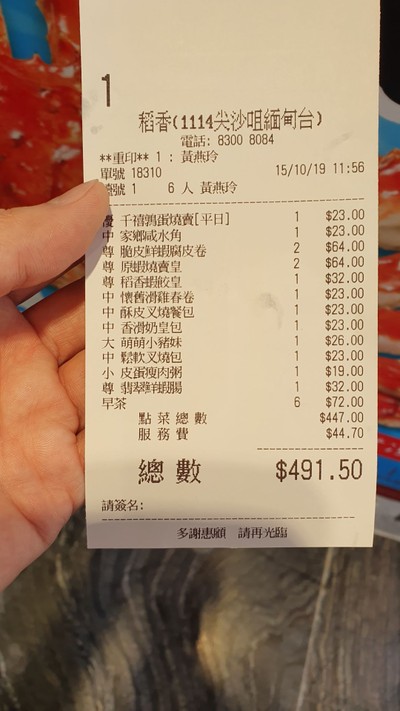 1
稻香(1114尖沙咀緬甸台)
電話: 8300 8084
**重印** 1 : 黃燕玲
單號 18310 15/10/19 11:56
號 1 6 人 黃燕玲
千禧鶉蛋燒賣[平日] 1 $23.00
中 家鄉咸水角 1 $23.00
尊 脆皮鮮蝦腐皮卷 2 $64.00
尊 原蝦燒賣皇 2 $64.00
尊 稻香蝦餃皇 1 $32.00
中 懷舊滑雞春卷 1 $23.00
中 酥皮叉燒餐包 1 $23.00
中 香滑奶皇包 1 $23.00
大 萌萌小豬妹 1 $26.00
中 鬆軟叉燒包 1 $23.00
小 皮蛋瘦肉粥 1 $19.00
尊 翡翠鮮蝦腸 1 $32.00
早茶 6 $72.00
點菜總數 $447.00
服務費 $44.70
總數 $491.50
請簽名:
多謝惠顧 請再光臨